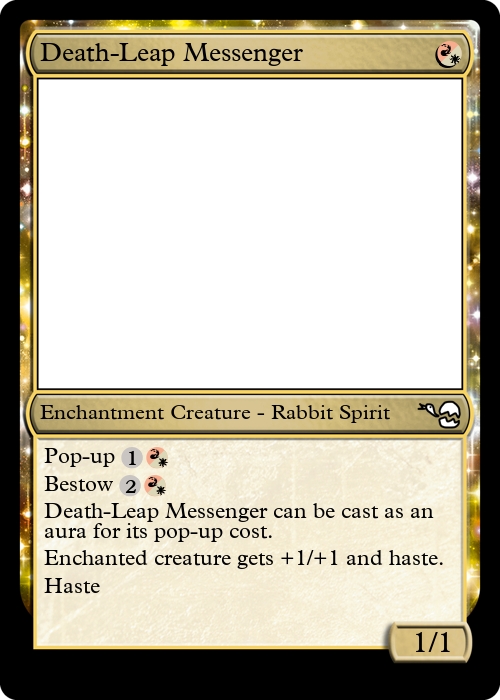 Death-Leap Messenger
Enchantment Creature - Rabbit Spirit
Pop-up 1
Bestow 2
Death-Leap Messenger can be cast as an
aura for its pop-up cost.
Enchanted creature gets +1/+1 and haste.
Haste
1/1